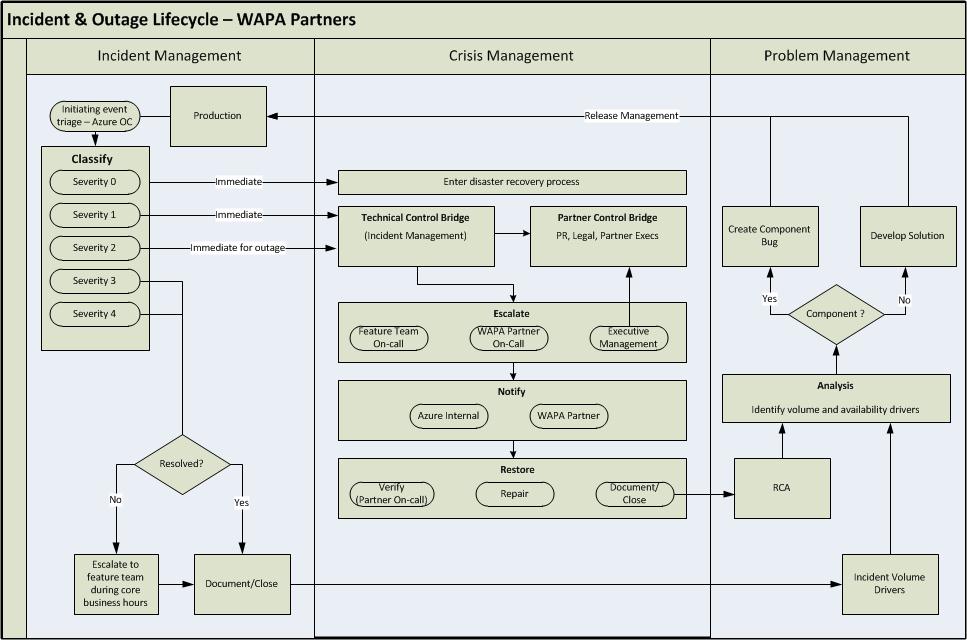 Incident & Outage Lifecycle – WAPA Partners
Incident Management
Crisis Management
Problem Management
Initiating event
triage – Azure OC
Production
Release Management
Classify
Severity 0
Immediate
Enter disaster recovery process
Severity 1
Immediate
Technical Control Bridge
(Incident Management)
Partner Control Bridge
PR, Legal, Partner Execs
Severity 2
Immediate for outage
Severity 3
Severity 4
Create Component
Bug
Develop Solution
Yes
No
Component ?
Escalate
Feature Team
On-call
WAPA Partner
On-Call
Executive
Management
Notify
Azure Internal
WAPA Partner
Analysis
Identify volume and availability drivers
Resolved?
No
Yes
Restore
Verify
(Partner On-call)
Repair
Document/
Close
RCA
Escalate to
feature team
during core
business hours
Document/Close
Incident Volume
Drivers